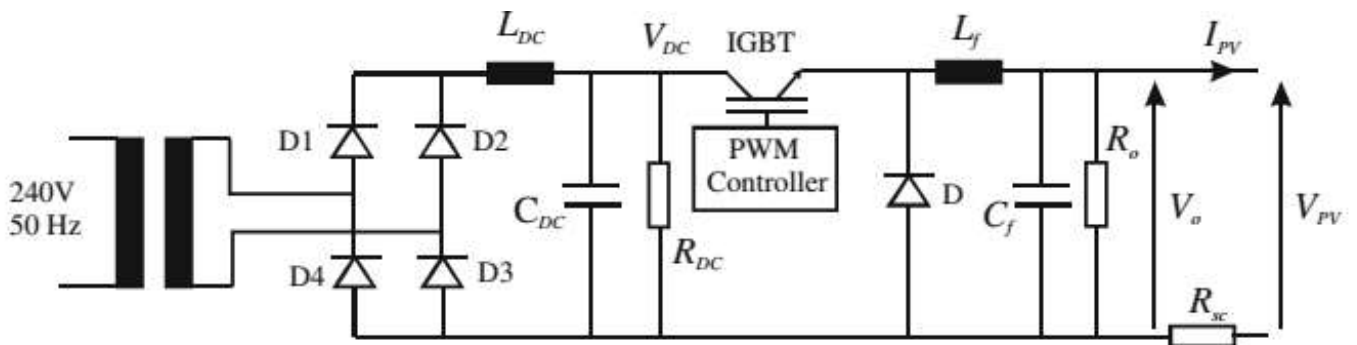 L_DC
V_DC
IGBT
L_f
I_PV
D1
D2
240V
50 Hz
PWM
Controller
C_DC
R_DC
D
C_f
R_o
V_o
V_PV
D4
D3
R_sc